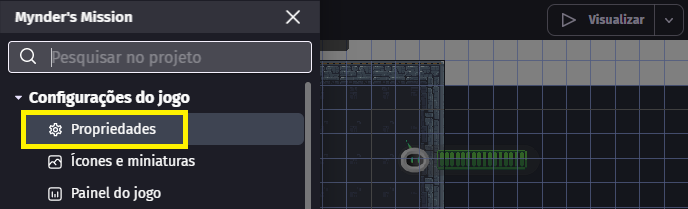 Mynder's Mission
Visualizar
Pesquisar no projeto
Configurações do jogo
Propriedades
Ícones e miniaturas
Painel do jogo